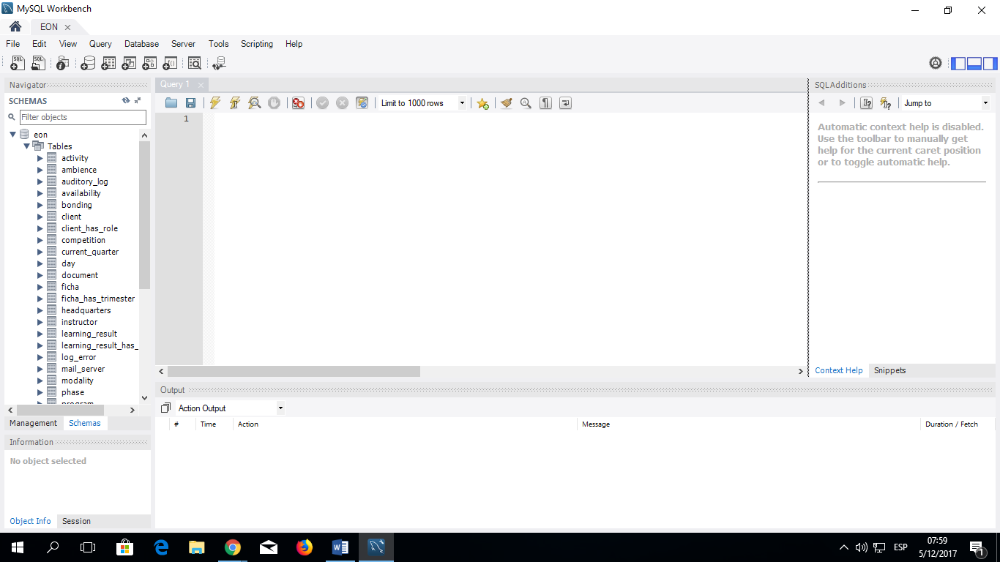 MySQL Workbench
EON
File Edit View Query Database Server Tools Scripting Help
Navigator
SCHEMAS
Filter objects
eon
Tables
activity
ambience
auditory_log
availability
bonding
client
client_has_role
competition
current_quarter
day
document
ficha
ficha_has_trimester
headquarters
instructor
learning_result
learning_result_has_
log_error
mail_server
modality
phase
program
Management Schemas
Information
No object selected
Object Info Session
Query 1
Limit to 1000 rows
1
SQLAdditions
Jump to
Automatic context help is disabled.
Use the toolbar to manually get
help for the current caret position
or to toggle automatic help.
Context Help Snippets
Output
Action Output
# Time Action Message Duration / Fetch
ESP
07:59
5/12/2017
1